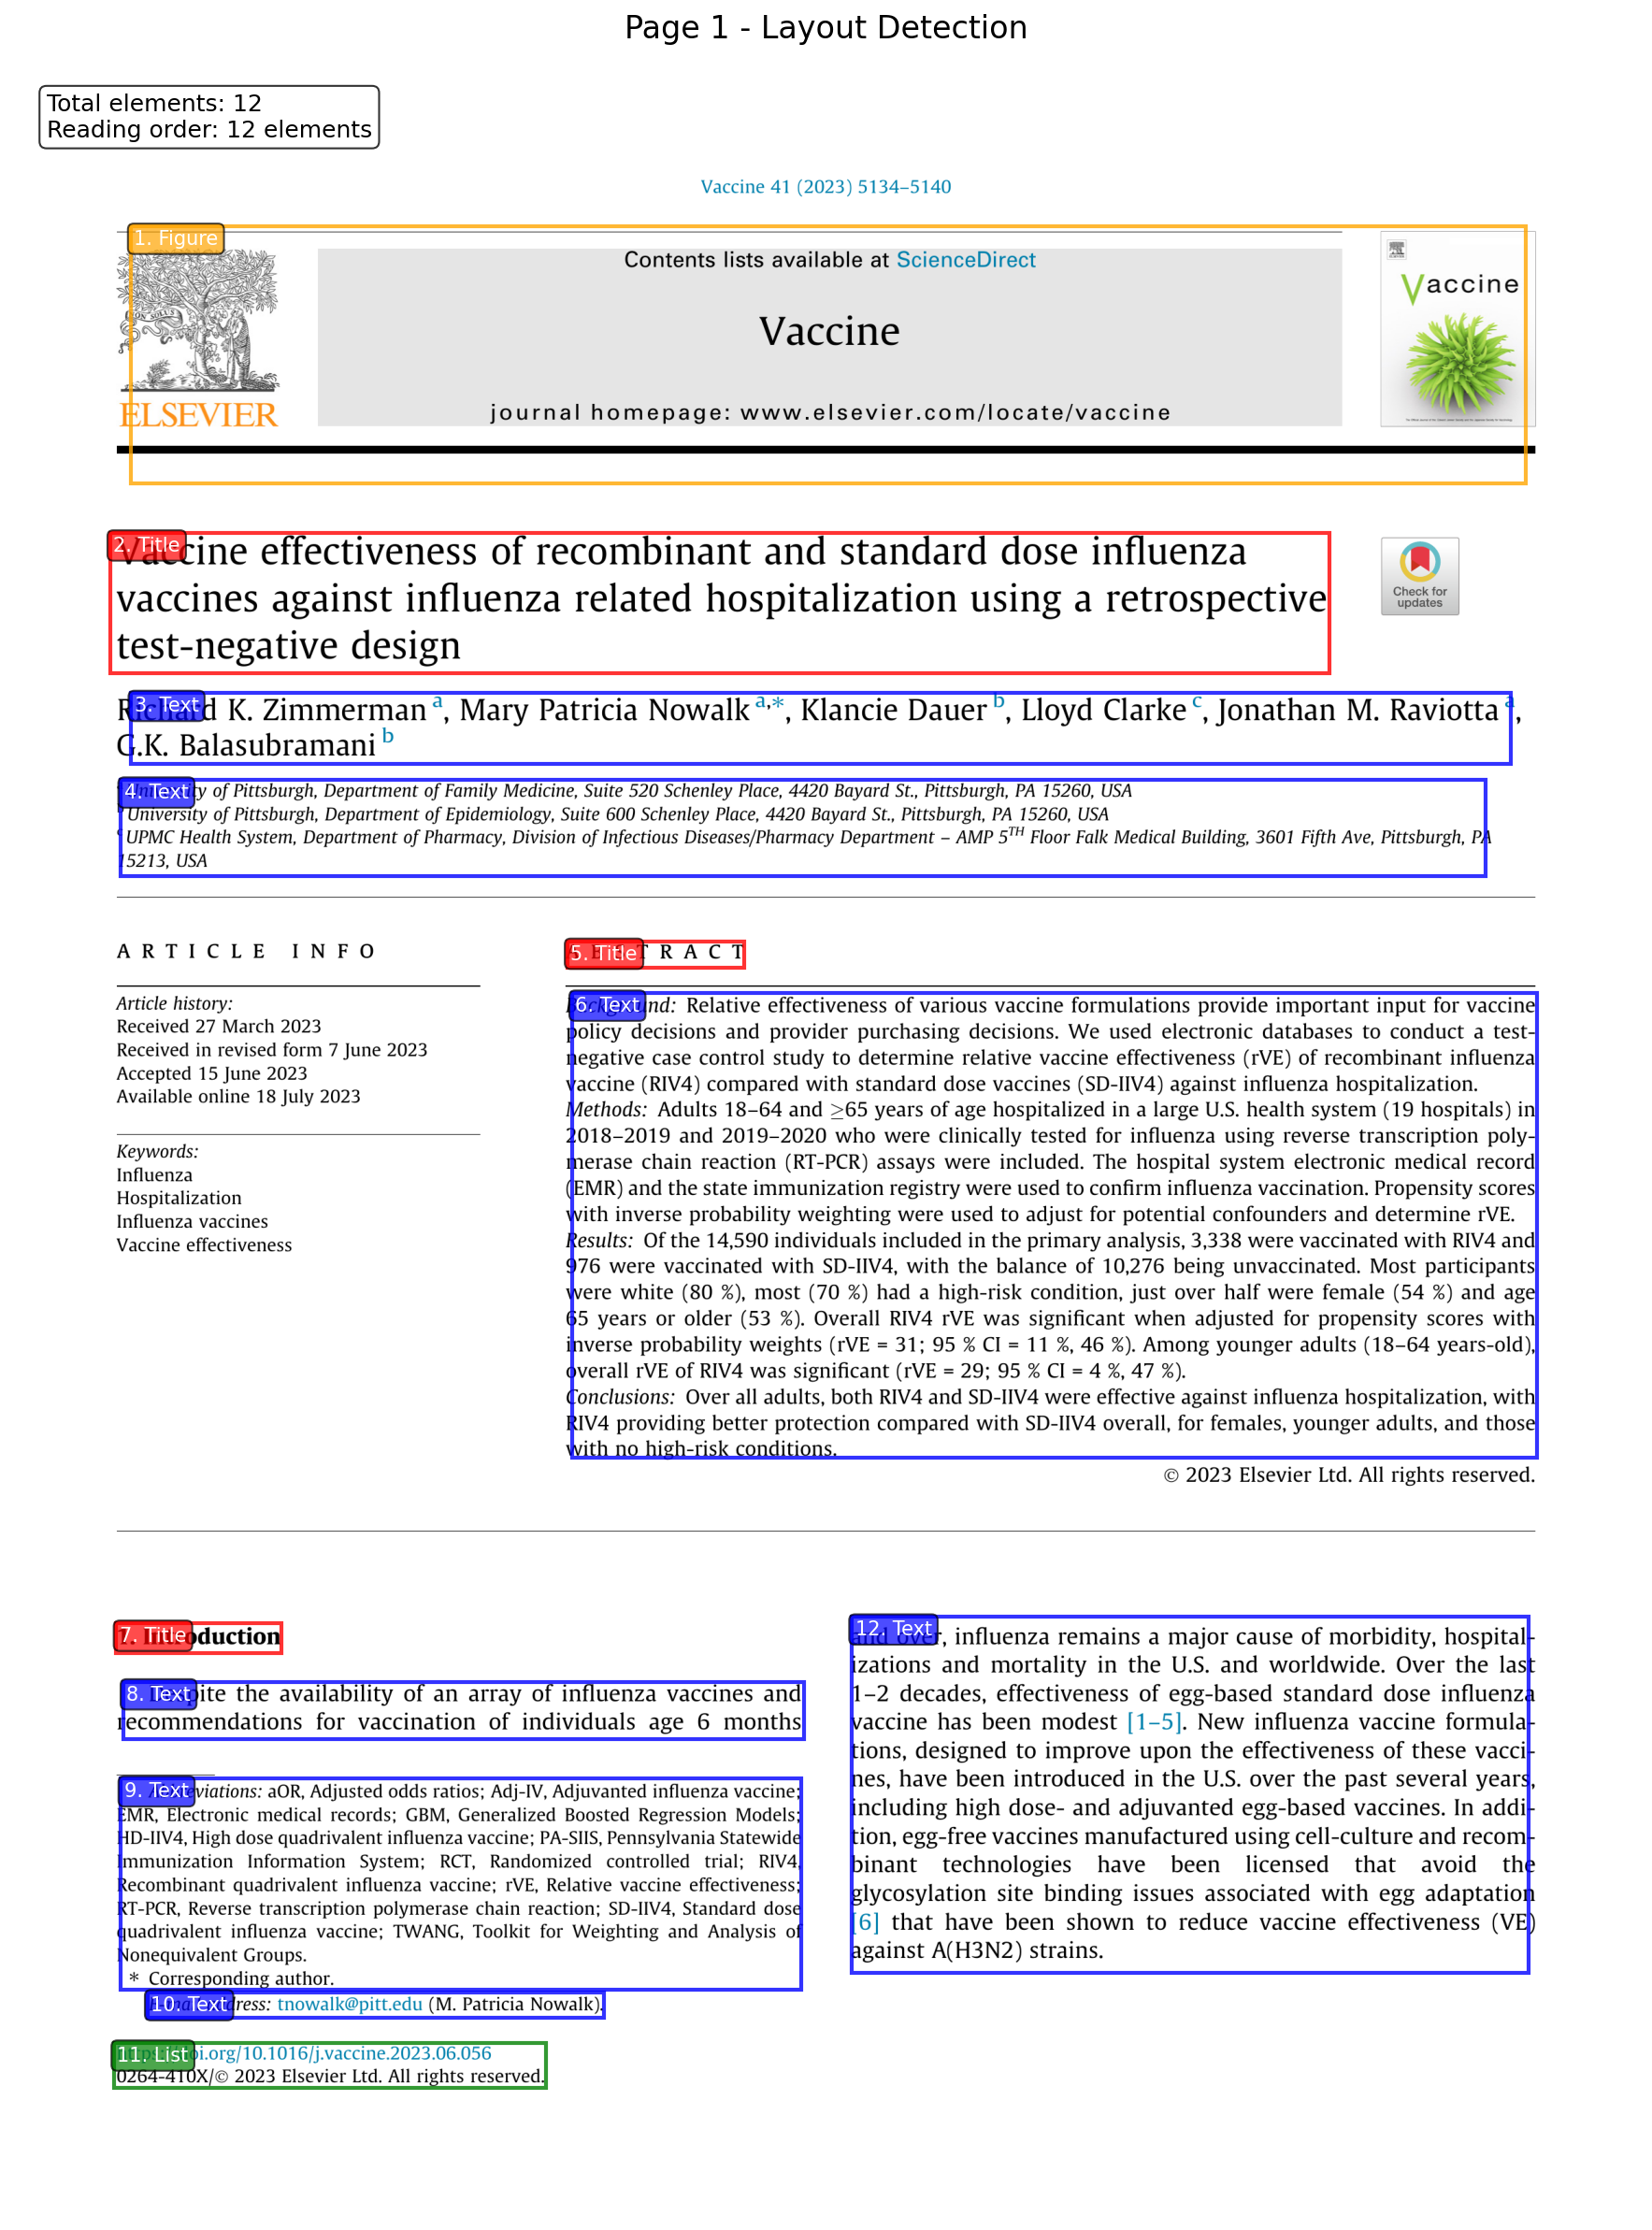 Page 1 - Layout Detection
Total elements: 12
Reading order: 12 elements
Vaccine 41 (2023) 5134–5140
1. Figure
ELSEVIER
Contents lists available at ScienceDirect
Vaccine
journal homepage: www.elsevier.com/locate/vaccine
Vaccine
2. Title
Vaccine effectiveness of recombinant and standard dose influenza
vaccines against influenza related hospitalization using a retrospective
test-negative design
Check for
updates
3. Text
Richard K. Zimmerman a, Mary Patricia Nowalk a,*, Klancie Dauer b, Lloyd Clarke c, Jonathan M. Raviotta a,
G.K. Balasubramani b
4. Text
University of Pittsburgh, Department of Family Medicine, Suite 520 Schenley Place, 4420 Bayard St., Pittsburgh, PA 15260, USA
b University of Pittsburgh, Department of Epidemiology, Suite 600 Schenley Place, 4420 Bayard St., Pittsburgh, PA 15260, USA
c UPMC Health System, Department of Pharmacy, Division of Infectious Diseases/Pharmacy Department – AMP 5TH Floor Falk Medical Building, 3601 Fifth Ave, Pittsburgh, PA
15213, USA
ARTICLE INFO
Article history:
Received 27 March 2023
Received in revised form 7 June 2023
Accepted 15 June 2023
Available online 18 July 2023
Keywords:
Influenza
Hospitalization
Influenza vaccines
Vaccine effectiveness
5. Title
ABSTRACT
6. Text
Background: Relative effectiveness of various vaccine formulations provide important input for vaccine
policy decisions and provider purchasing decisions. We used electronic databases to conduct a test-
negative case control study to determine relative vaccine effectiveness (rVE) of recombinant influenza
vaccine (RIV4) compared with standard dose vaccines (SD-IIV4) against influenza hospitalization.
Methods: Adults 18–64 and ≥65 years of age hospitalized in a large U.S. health system (19 hospitals) in
2018–2019 and 2019–2020 who were clinically tested for influenza using reverse transcription poly-
merase chain reaction (RT-PCR) assays were included. The hospital system electronic medical record
(EMR) and the state immunization registry were used to confirm influenza vaccination. Propensity scores
with inverse probability weighting were used to adjust for potential confounders and determine rVE.
Results: Of the 14,590 individuals included in the primary analysis, 3,338 were vaccinated with RIV4 and
976 were vaccinated with SD-IIV4, with the balance of 10,276 being unvaccinated. Most participants
were white (80 %), most (70 %) had a high-risk condition, just over half were female (54 %) and age
65 years or older (53 %). Overall RIV4 rVE was significant when adjusted for propensity scores with
inverse probability weights (rVE = 31; 95 % CI = 11 %, 46 %). Among younger adults (18–64 years-old),
overall rVE of RIV4 was significant (rVE = 29; 95 % CI = 4 %, 47 %).
Conclusions: Over all adults, both RIV4 and SD-IIV4 were effective against influenza hospitalization, with
RIV4 providing better protection compared with SD-IIV4 overall, for females, younger adults, and those
with no high-risk conditions.
© 2023 Elsevier Ltd. All rights reserved.
7. Title
1. Introduction
8. Text
Despite the availability of an array of influenza vaccines and
recommendations for vaccination of individuals age 6 months
9. Text
Abbreviations: aOR, Adjusted odds ratios; Adj-IV, Adjuvanted influenza vaccine;
EMR, Electronic medical records; GBM, Generalized Boosted Regression Models;
HD-IIV4, High dose quadrivalent influenza vaccine; PA-SIIS, Pennsylvania Statewide
Immunization Information System; RCT, Randomized controlled trial; RIV4,
Recombinant quadrivalent influenza vaccine; rVE, Relative vaccine effectiveness;
RT-PCR, Reverse transcription polymerase chain reaction; SD-IIV4, Standard dose
quadrivalent influenza vaccine; TWANG, Toolkit for Weighting and Analysis of
Nonequivalent Groups.
* Corresponding author.
10. Text
E-mail address: tnowalk@pitt.edu (M. Patricia Nowalk).
11. List
https://doi.org/10.1016/j.vaccine.2023.06.056
0264-410X/© 2023 Elsevier Ltd. All rights reserved.
12. Text
and over, influenza remains a major cause of morbidity, hospital-
izations and mortality in the U.S. and worldwide. Over the last
1–2 decades, effectiveness of egg-based standard dose influenza
vaccine has been modest [1–5]. New influenza vaccine formula-
tions, designed to improve upon the effectiveness of these vacci-
nes, have been introduced in the U.S. over the past several years,
including high dose- and adjuvanted egg-based vaccines. In addi-
tion, egg-free vaccines manufactured using cell-culture and recom-
binant technologies have been licensed that avoid the
glycosylation site binding issues associated with egg adaptation
[6] that have been shown to reduce vaccine effectiveness (VE)
against A(H3N2) strains.